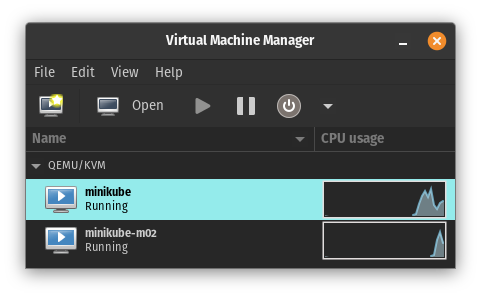 Virtual Machine Manager
File Edit View Help
Open
Name CPU usage
QEMU/KVM
minikube
Running
minikube-m02
Running